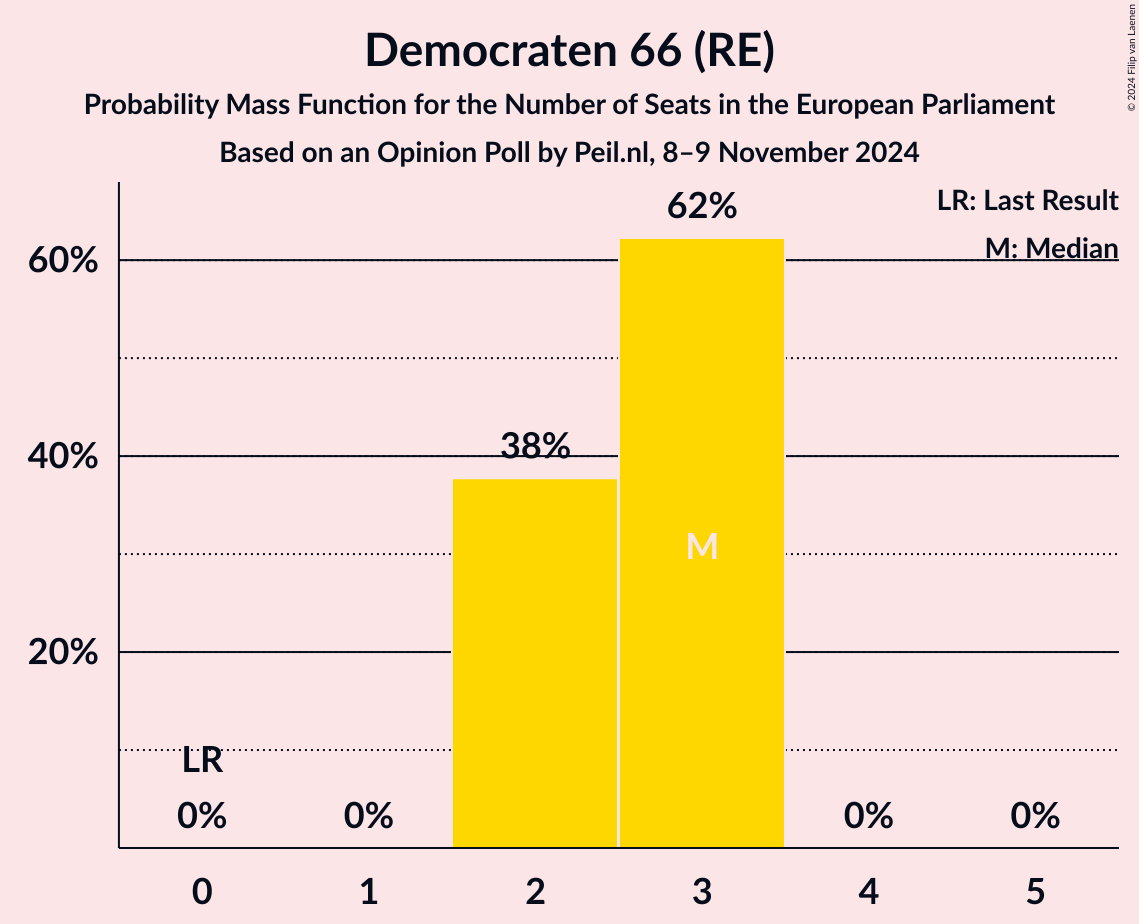 Democraten 66 (RE)
Probability Mass Function for the Number of Seats in the European Parliament
Based on an Opinion Poll by Peil.nl, 8–9 November 2024
© 2024 Filip van Laenen
LR: Last Result
M: Median
62%
60%
38%
40%
M
20%
LR
0%
0%
0%
0%
0
1
2
3
4
5